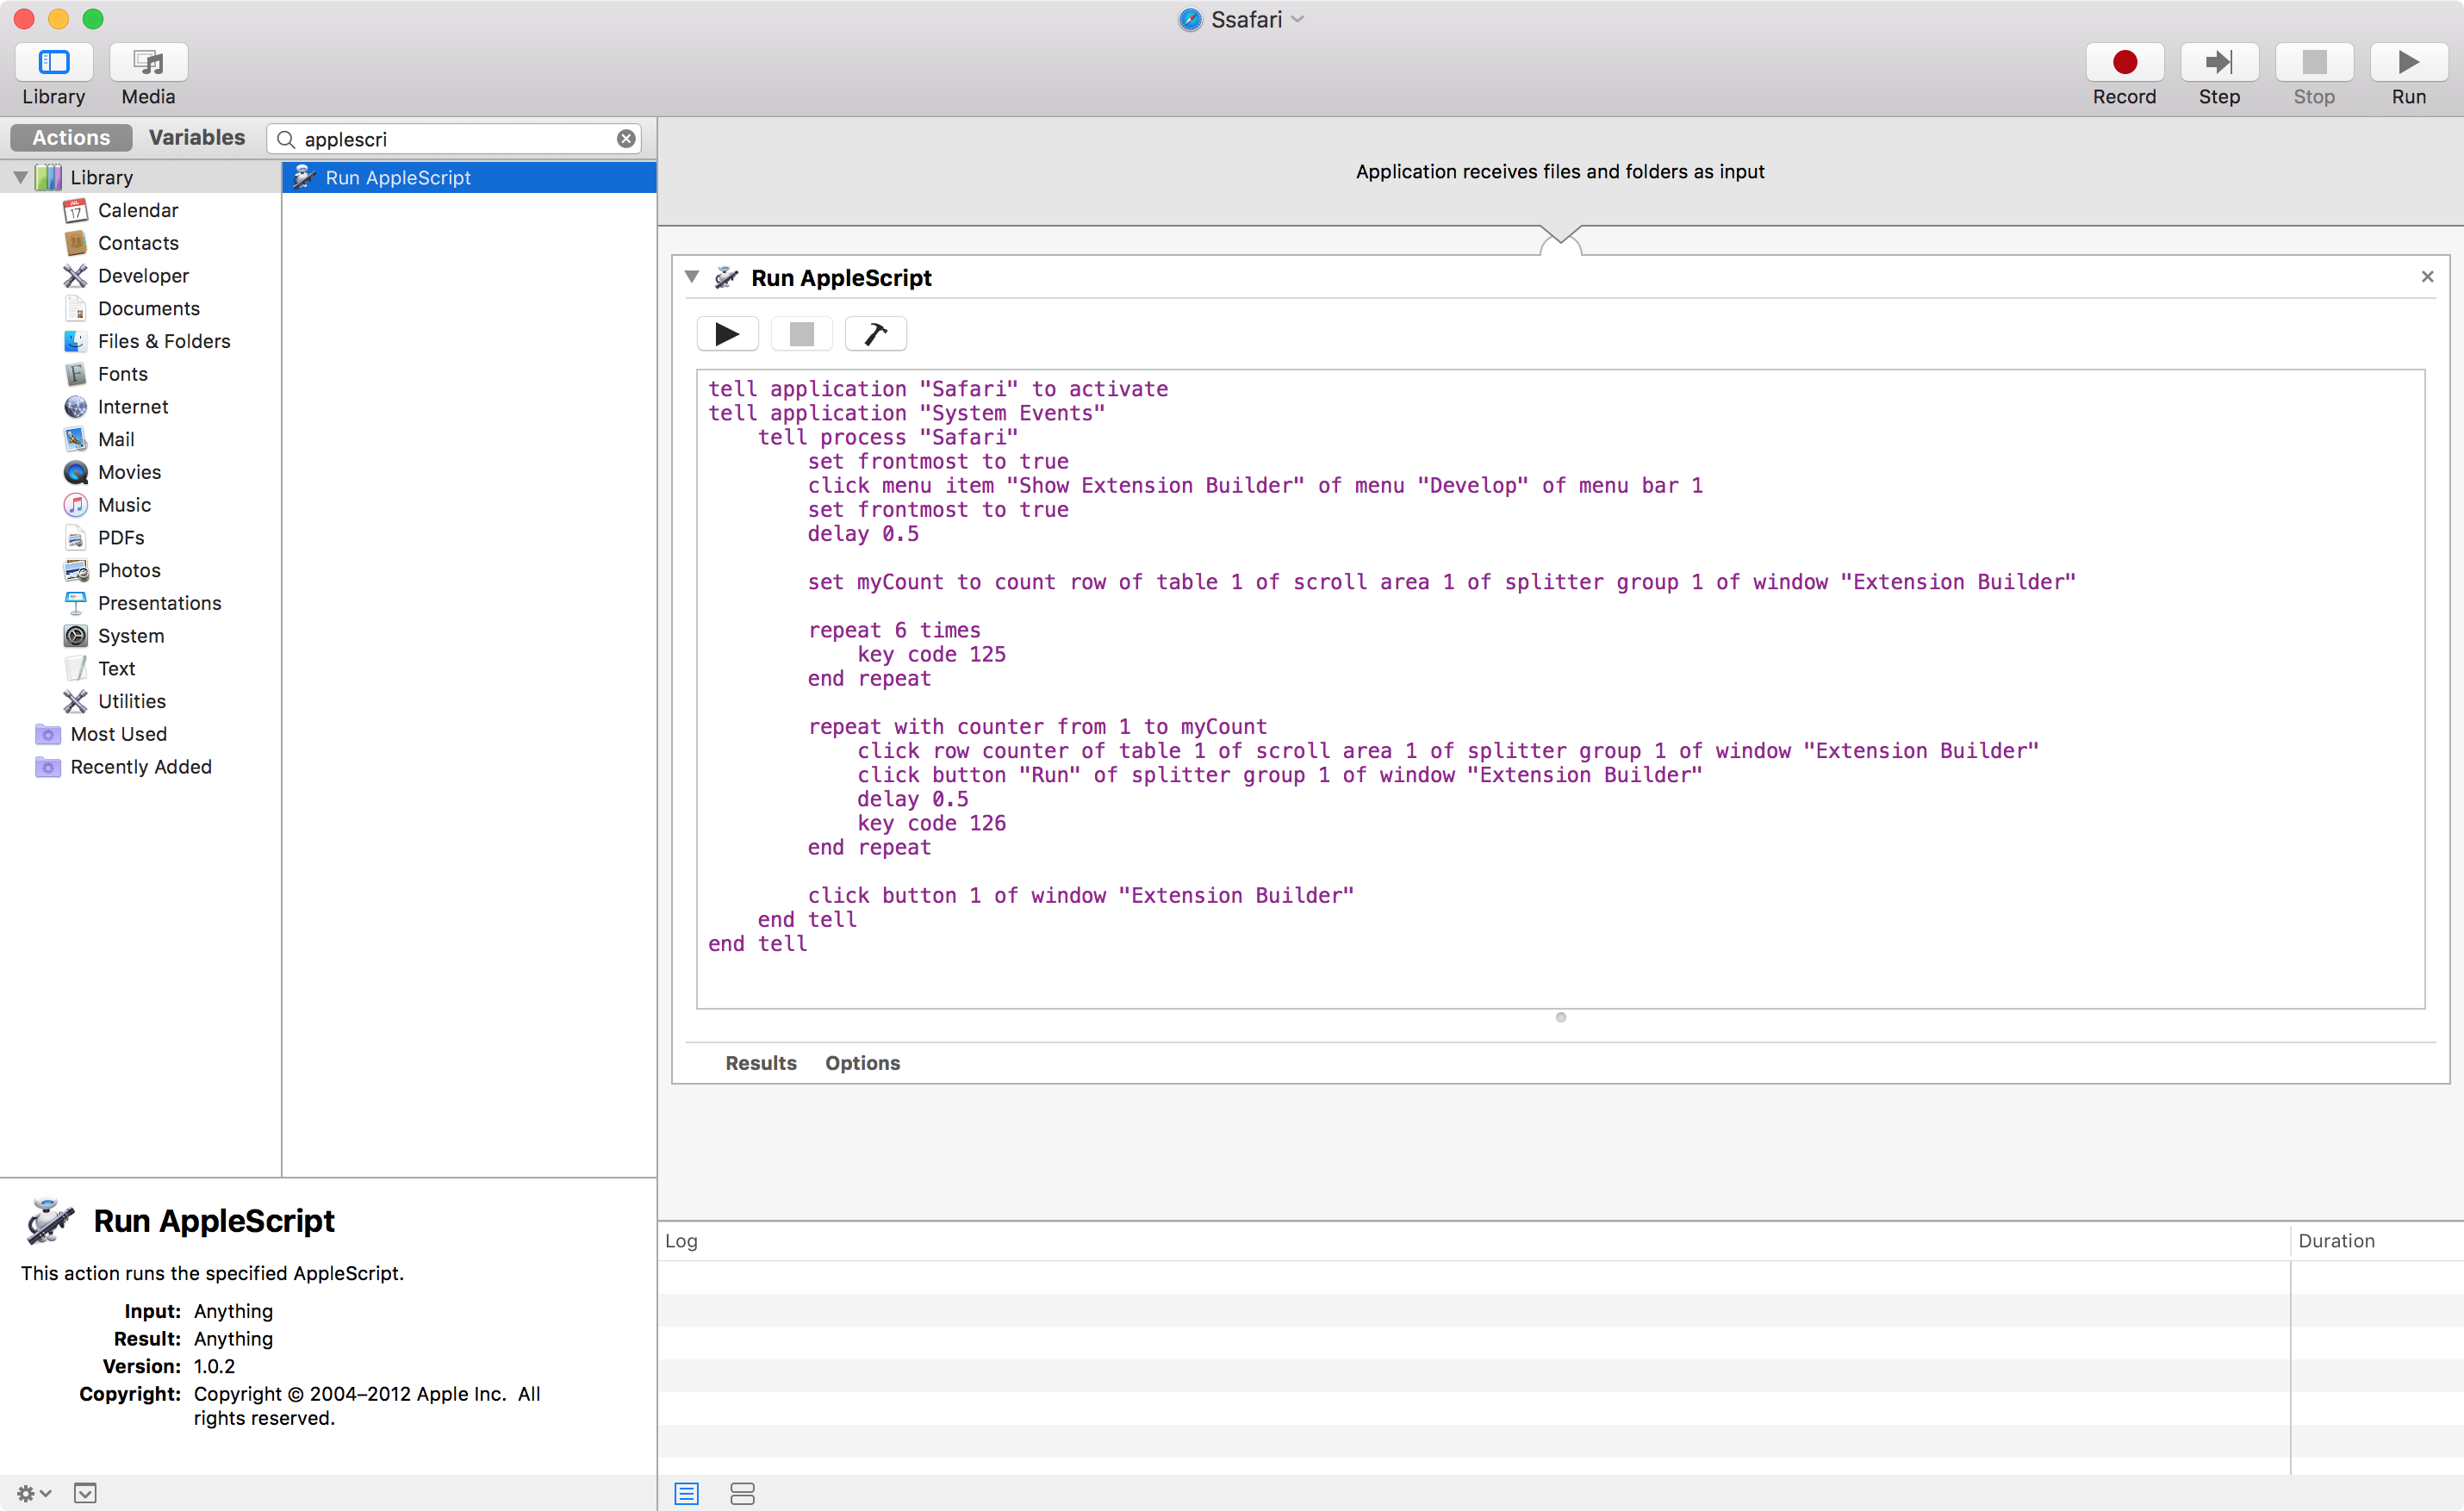 Ssafari
Library
Media
Record
Step
Stop
Run
Actions
Variables
applescri
Application receives files and folders as input
Library
Calendar
Contacts
Developer
Documents
Files & Folders
Fonts
Internet
Mail
Movies
Music
PDFs
Photos
Presentations
System
Text
Utilities
Most Used
Recently Added
Run AppleScript
Run AppleScript
tell application "Safari" to activate
tell application "System Events"
tell process "Safari"
set frontmost to true
click menu item "Show Extension Builder" of menu "Develop" of menu bar 1
set frontmost to true
delay 0.5
set myCount to count row of table 1 of scroll area 1 of splitter group 1 of window "Extension Builder"
repeat 6 times
key code 125
end repeat
repeat with counter from 1 to myCount
click row counter of table 1 of scroll area 1 of splitter group 1 of window "Extension Builder"
click button "Run" of splitter group 1 of window "Extension Builder"
delay 0.5
key code 126
end repeat
click button 1 of window "Extension Builder"
end tell
end tell
Results
Options
Run AppleScript
This action runs the specified AppleScript.
Input: Anything
Result: Anything
Version: 1.0.2
Copyright: Copyright © 2004–2012 Apple Inc. All
rights reserved.
Log
Duration